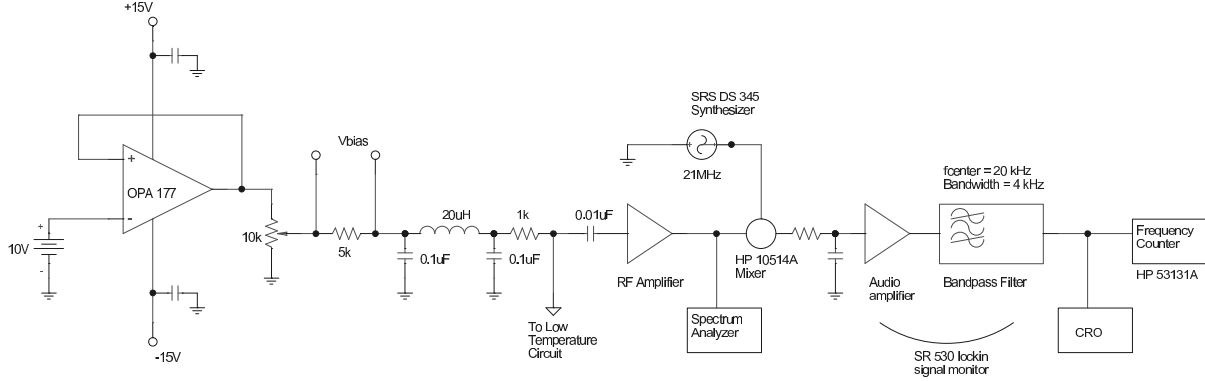 +15V
SRS DS 345
Synthesizer
21MHz
Vbias
+
OPA 177
-
fcenter = 20 kHz
Bandwidth = 4 kHz
+
10V
-
10k
5k
20uH
1k
0.01uF
0.1uF
0.1uF
RF Amplifier
HP 10514A
Mixer
Audio
amplifier
Bandpass Filter
Frequency
Counter
HP 53131A
To Low
Temperature
Circuit
Spectrum
Analyzer
CRO
SR 530 lockin
signal monitor
-15V